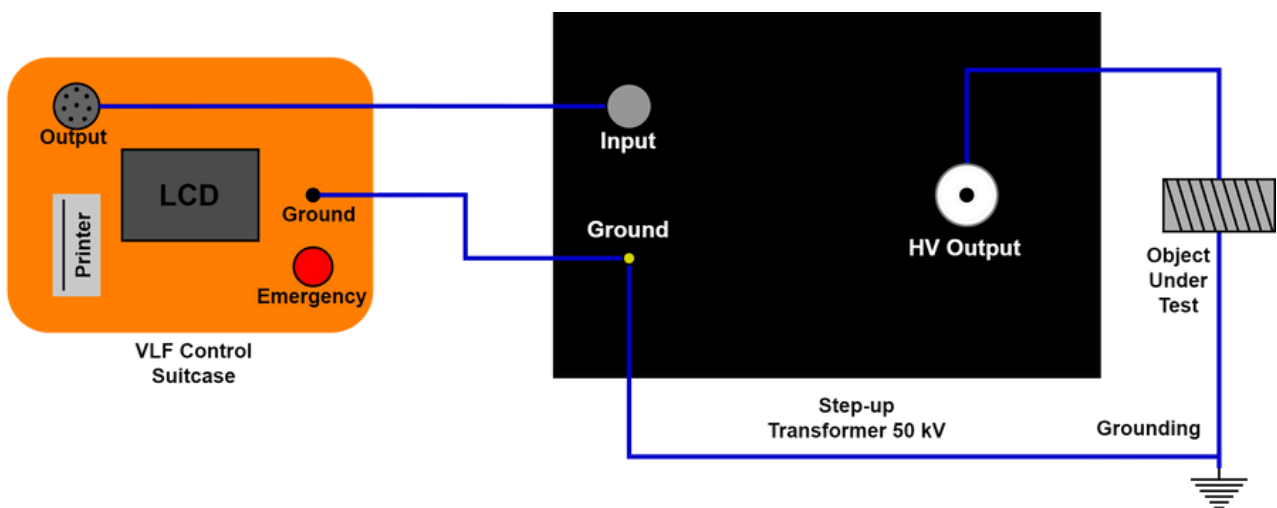 Output
LCD
Printer
Ground
Emergency
VLF Control
Suitcase
Input
Ground
HV Output
Step-up
Transformer 50 kV
Object
Under
Test
Grounding